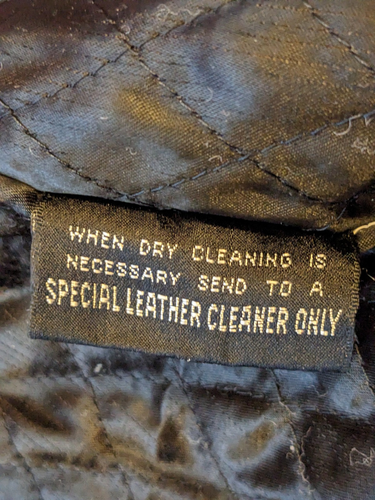 WHEN DRY CLEANING IS
NECESSARY SEND TO A
SPECIAL LEATHER CLEANER ONLY